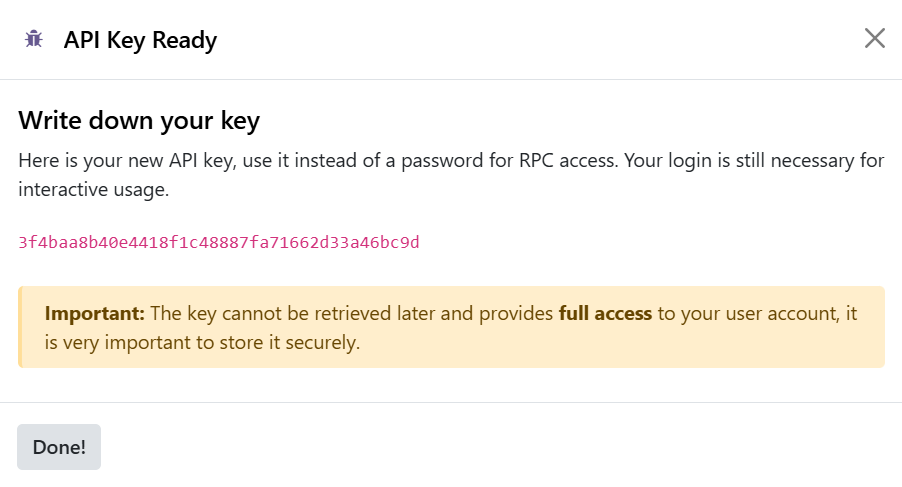 API Key Ready
Write down your key
Here is your new API key, use it instead of a password for RPC access. Your login is still necessary for
interactive usage.
3f4baa8b40e4418f1c48887fa71662d33a46bc9d
Important: The key cannot be retrieved later and provides full access to your user account, it
is very important to store it securely.
Done!